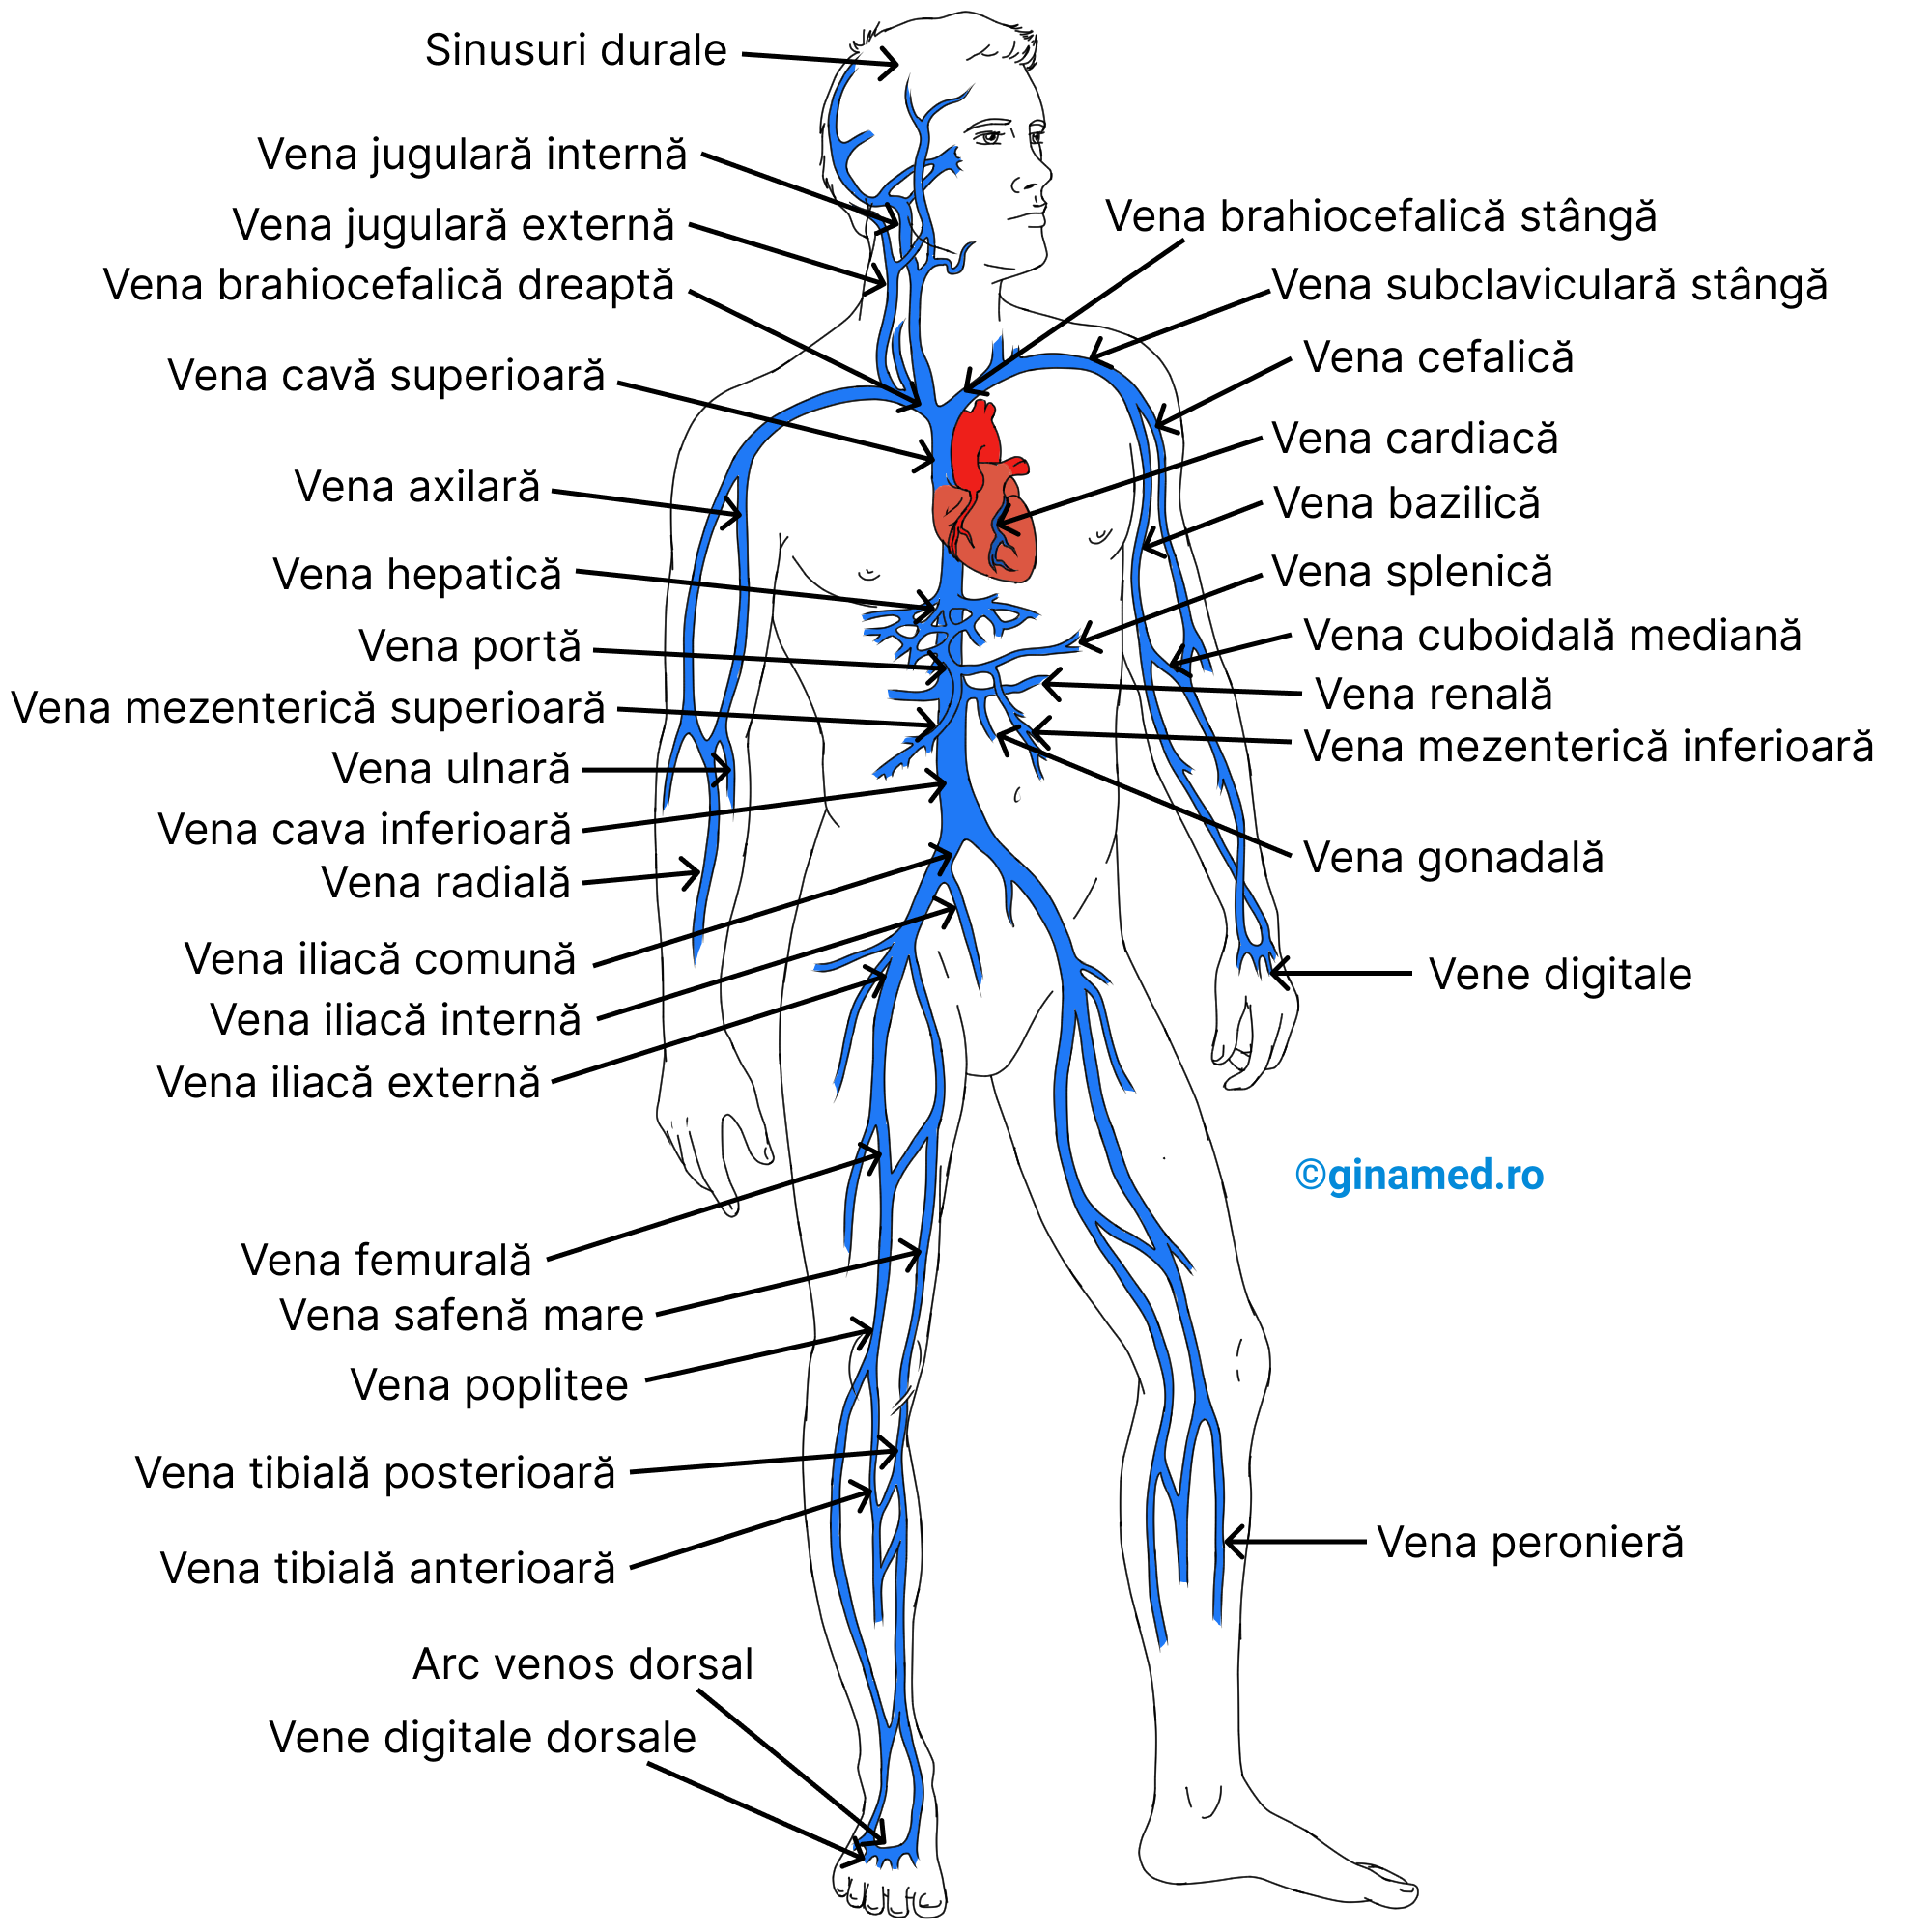 Sinusuri durale
Vena jugulară internă
Vena jugulară externă
Vena brahiocefalică dreaptă
Vena cavă superioară
Vena axilară
Vena hepatică
Vena portă
Vena mezenterică superioară
Vena ulnară
Vena cava inferioară
Vena radială
Vena iliacă comună
Vena iliacă internă
Vena iliacă externă
Vena femurală
Vena safenă mare
Vena poplitee
Vena tibială posterioară
Vena tibială anterioară
Arc venos dorsal
Vene digitale dorsale
Vena brahiocefalică stângă
Vena subclaviculară stângă
Vena cefalică
Vena cardiacă
Vena bazilică
Vena splenică
Vena cuboidală mediană
Vena renală
Vena mezenterică inferioară
Vena gonadală
Vene digitale
©ginamed.ro
Vena peronieră